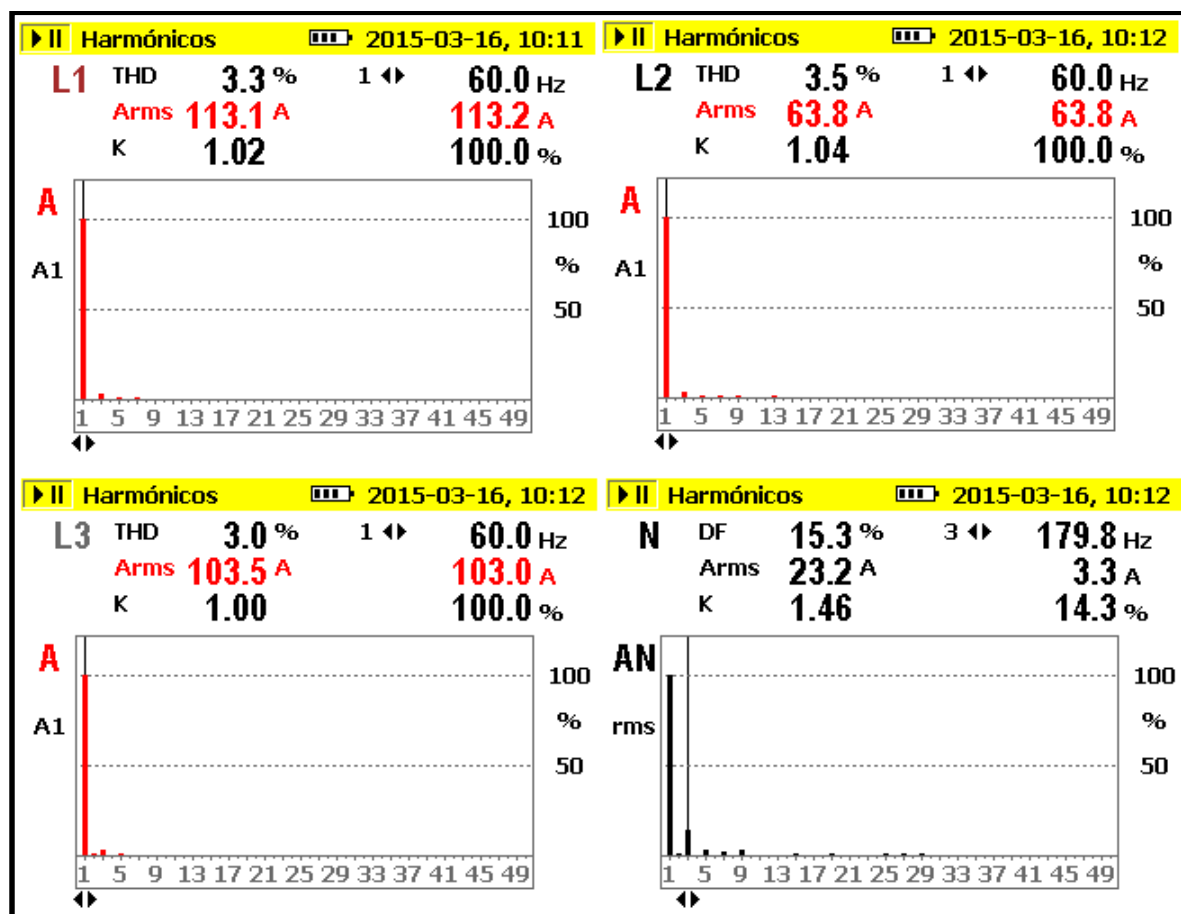 Harmónicos 2015-03-16, 10:11
L1 THD 3.3 % 1 60.0 Hz
Arms 113.1 A 113.2 A
K 1.02 100.0 %
A
100
A1 %
50
1 5 9 13 17 21 25 29 33 37 41 45 49
Harmónicos 2015-03-16, 10:12
L2 THD 3.5 % 1 60.0 Hz
Arms 63.8 A 63.8 A
K 1.04 100.0 %
A
100
A1 %
50
1 5 9 13 17 21 25 29 33 37 41 45 49
Harmónicos 2015-03-16, 10:12
L3 THD 3.0 % 1 60.0 Hz
Arms 103.5 A 103.0 A
K 1.00 100.0 %
A
100
A1 %
50
1 5 9 13 17 21 25 29 33 37 41 45 49
Harmónicos 2015-03-16, 10:12
N DF 15.3 % 3 179.8 Hz
Arms 23.2 A 3.3 A
K 1.46 14.3 %
AN
100
rms %
50
1 5 9 13 17 21 25 29 33 37 41 45 49